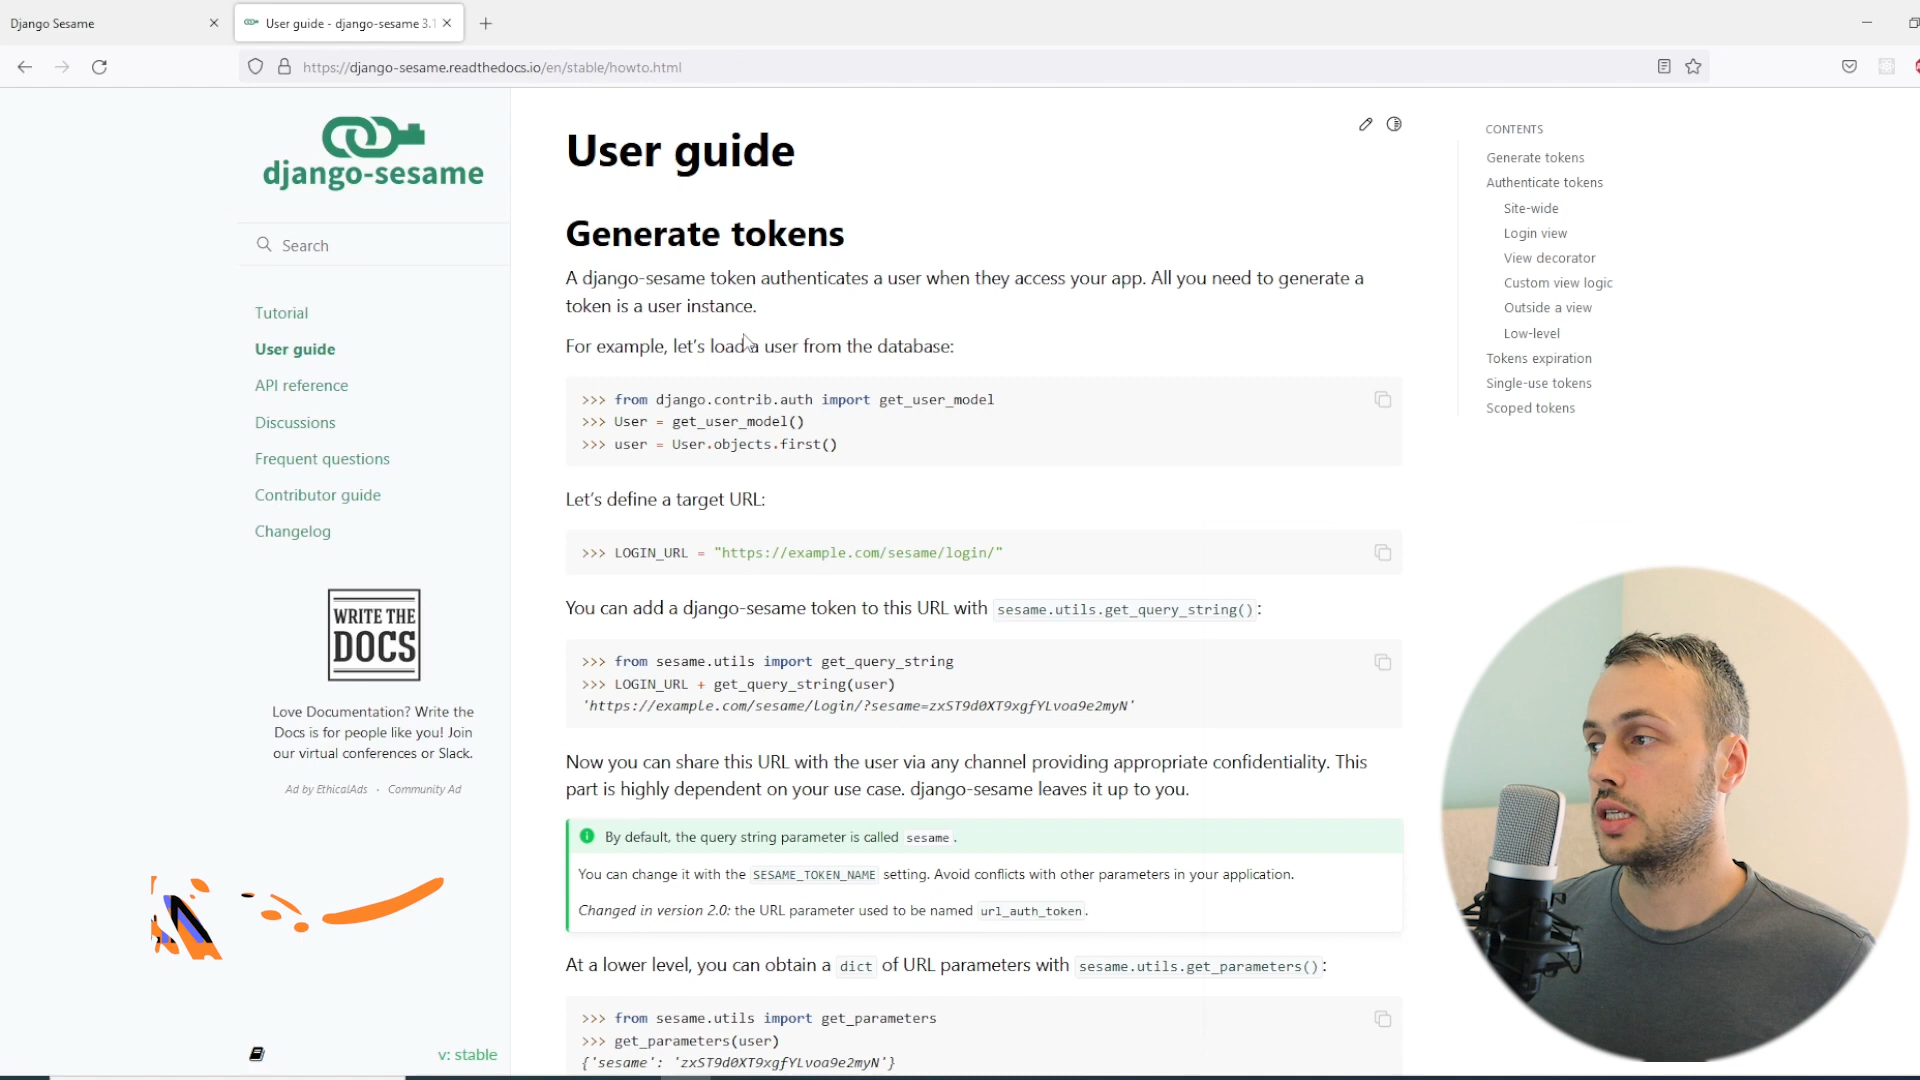 Django Sesame
User guide - django-sesame 3.1
https://django-sesame.readthedocs.io/en/stable/howto.html
django-sesame
Search
Tutorial
User guide
API reference
Discussions
Frequent questions
Contributor guide
Changelog
WRITE THE
DOCS
Love Documentation? Write the
Docs is for people like you! Join
our virtual conferences or Slack.
Ad by EthicalAds · Community Ad
v: stable
User guide
Generate tokens
A django-sesame token authenticates a user when they access your app. All you need to generate a
token is a user instance.
For example, let's load a user from the database:
>>> from django.contrib.auth import get_user_model
>>> User = get_user_model()
>>> user = User.objects.first()
Let's define a target URL:
>>> LOGIN_URL = "https://example.com/sesame/login/"
You can add a django-sesame token to this URL with sesame.utils.get_query_string():
>>> from sesame.utils import get_query_string
>>> LOGIN_URL + get_query_string(user)
'https://example.com/sesame/login/?sesame=zxST9d0XT9xgfYLvoa9e2myN'
Now you can share this URL with the user via any channel providing appropriate confidentiality. This
part is highly dependent on your use case. django-sesame leaves it up to you.
By default, the query string parameter is called sesame.
You can change it with the SESAME_TOKEN_NAME setting. Avoid conflicts with other parameters in your application.
Changed in version 2.0: the URL parameter used to be named url_auth_token.
At a lower level, you can obtain a dict of URL parameters with sesame.utils.get_parameters():
>>> from sesame.utils import get_parameters
>>> get_parameters(user)
{'sesame': 'zxST9d0XT9xgfYLvoa9e2myN'}
CONTENTS
Generate tokens
Authenticate tokens
Site-wide
Login view
View decorator
Custom view logic
Outside a view
Low-level
Tokens expiration
Single-use tokens
Scoped tokens